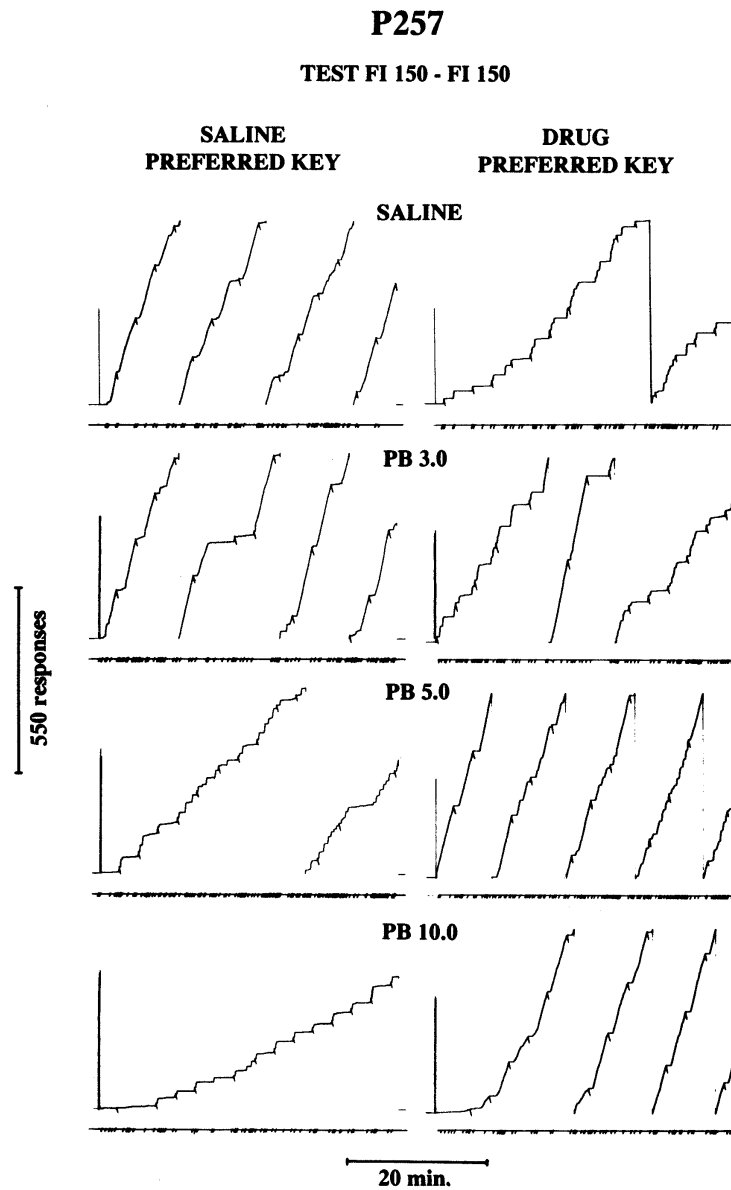 P257
TEST FI 150 - FI 150
SALINE
PREFERRED KEY
DRUG
PREFERRED KEY
SALINE
PB 3.0
PB 5.0
PB 10.0
550 responses
20 min.